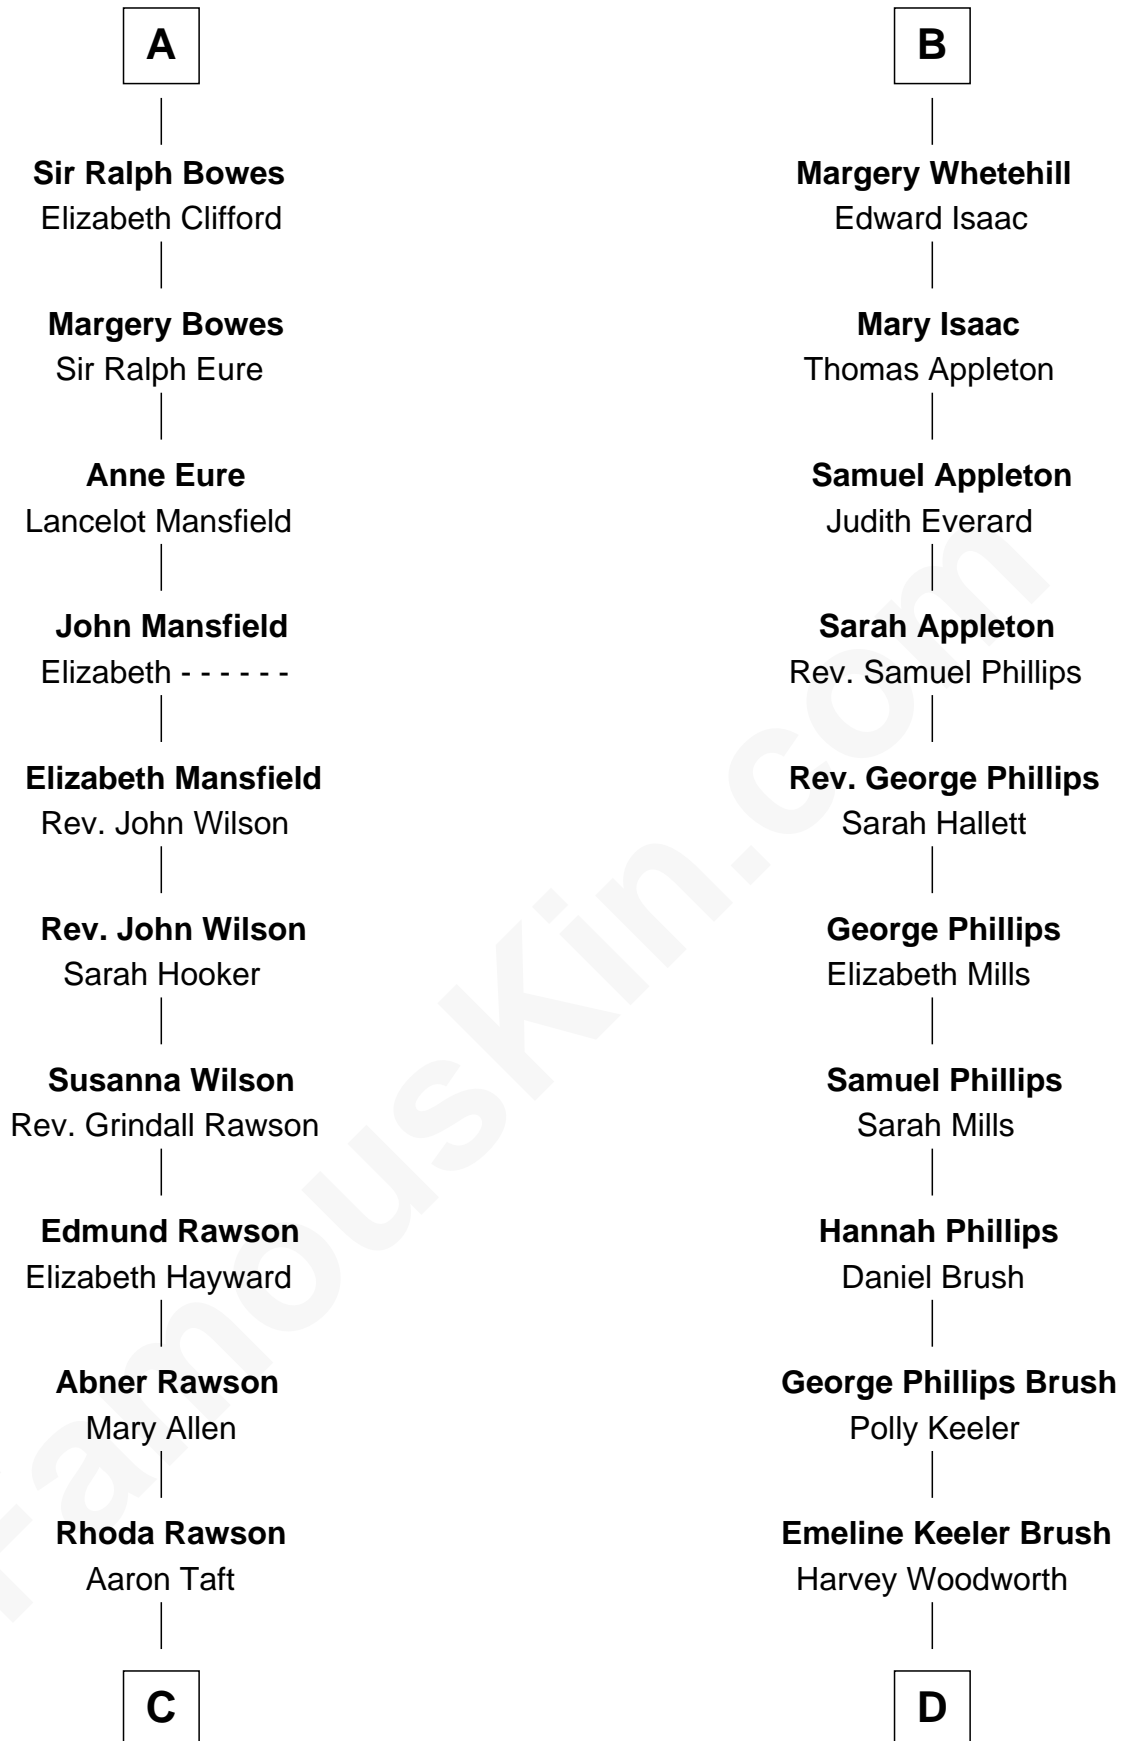 A
Sir Ralph Bowes
Elizabeth Clifford
Margery Bowes
Sir Ralph Eure
Anne Eure
Lancelot Mansfield
John Mansfield
Elizabeth - - - - - -
Elizabeth Mansfield
Rev. John Wilson
Rev. John Wilson
Sarah Hooker
Susanna Wilson
Rev. Grindall Rawson
Edmund Rawson
Elizabeth Hayward
Abner Rawson
Mary Allen
Rhoda Rawson
Aaron Taft
C
B
Margery Whetehill
Edward Isaac
Mary Isaac
Thomas Appleton
Samuel Appleton
Judith Everard
Sarah Appleton
Rev. Samuel Phillips
Rev. George Phillips
Sarah Hallett
George Phillips
Elizabeth Mills
Samuel Phillips
Sarah Mills
Hannah Phillips
Daniel Brush
George Phillips Brush
Polly Keeler
Emeline Keeler Brush
Harvey Woodworth
D
FamousKin.com